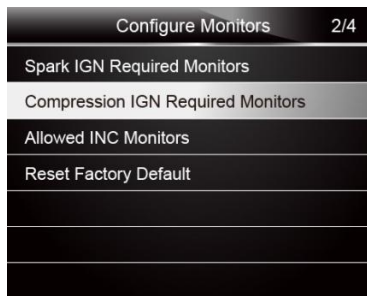 Configure Monitors 2/4
Spark IGN Required Monitors
Compression IGN Required Monitors
Allowed INC Monitors
Reset Factory Default